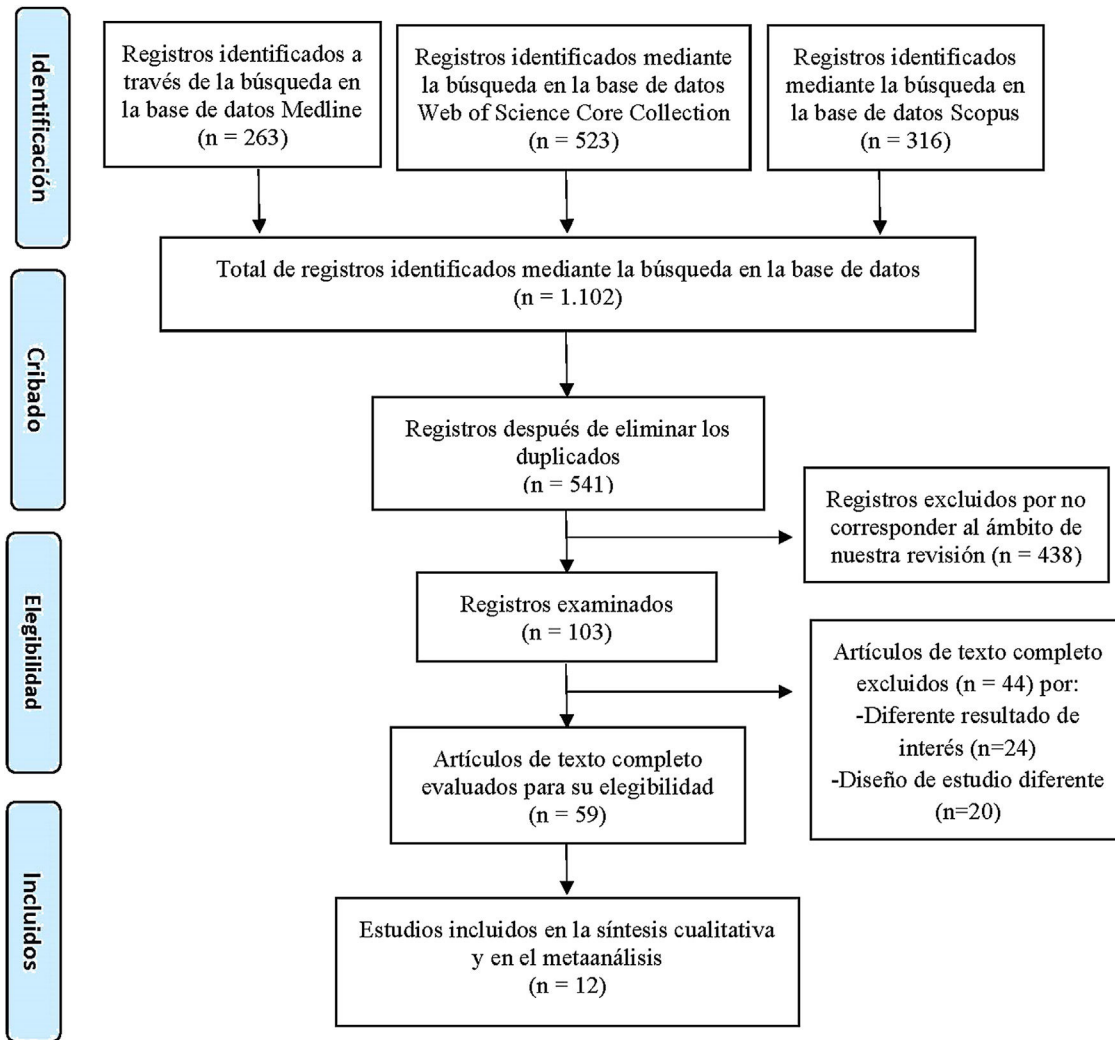 Identificación
Registros identificados a
través de la búsqueda en
la base de datos Medline
(n = 263)
Registros identificados mediante
la búsqueda en la base de datos
Web of Science Core Collection
(n = 523)
Registros identificados
mediante la búsqueda en
la base de datos Scopus
(n = 316)
Total de registros identificados mediante la búsqueda en la base de datos
(n = 1.102)
Cribado
Registros después de eliminar los
duplicados
(n = 541)
Registros excluidos por no
corresponder al ámbito de
nuestra revisión (n = 438)
Elegibilidad
Registros examinados
(n = 103)
Artículos de texto completo
excluidos (n = 44) por:
-Diferente resultado de
interés (n=24)
-Diseño de estudio diferente
(n=20)
Artículos de texto completo
evaluados para su elegibilidad
(n = 59)
Incluidos
Estudios incluidos en la síntesis cualitativa
y en el metaanálisis
(n = 12)